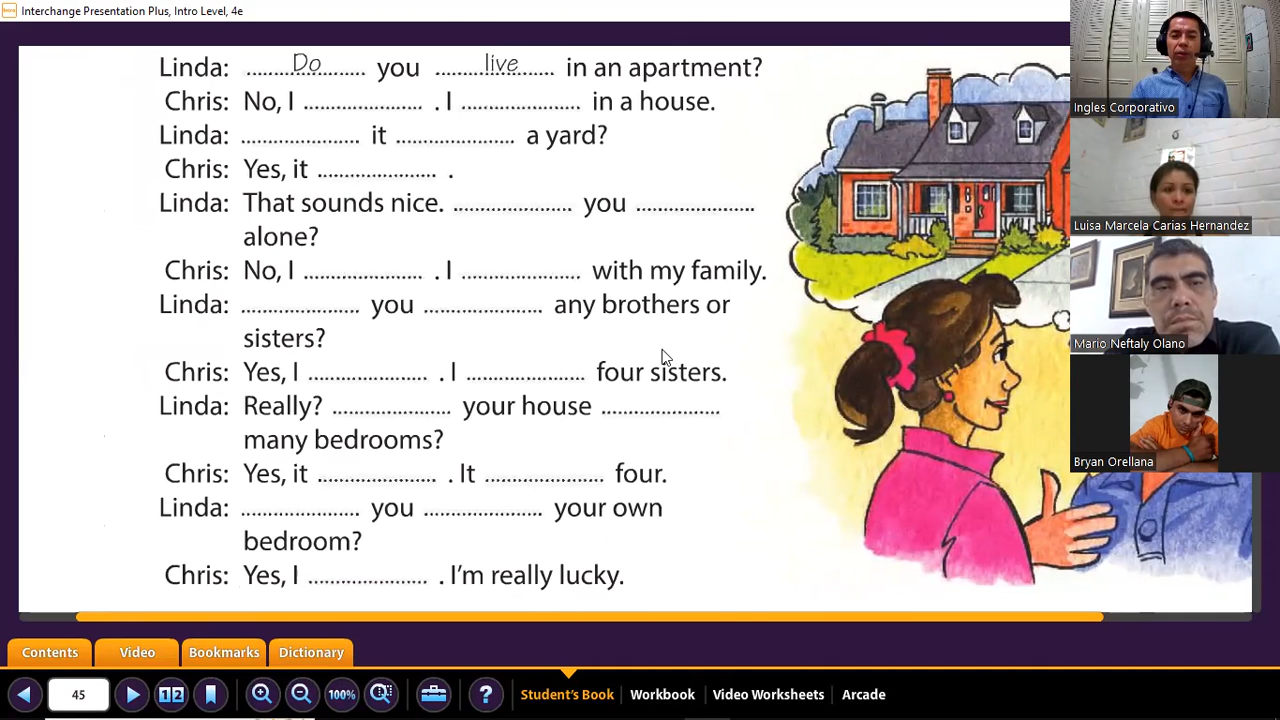 Interchange Presentation Plus, Intro Level, 4e
Linda: Do you live in an apartment?
Chris: No, I .................... . I .................... in a house.
Linda: .................... it .................... a yard?
Chris: Yes, it .................... .
Linda: That sounds nice. .................... you ....................
alone?
Chris: No, I .................... . I .................... with my family.
Linda: .................... you .................... any brothers or
sisters?
Chris: Yes, I .................... . I .................... four sisters.
Linda: Really? .................... your house ....................
many bedrooms?
Chris: Yes, it .................... . It .................... four.
Linda: .................... you .................... your own
bedroom?
Chris: Yes, I .................... . I'm really lucky.
Ingles Corporativo
Luisa Marcela Carias Hernandez
Mario Neftaly Olano
Bryan Orellana
Contents Video Bookmarks Dictionary
45 12 100% ? Student's Book Workbook Video Worksheets Arcade